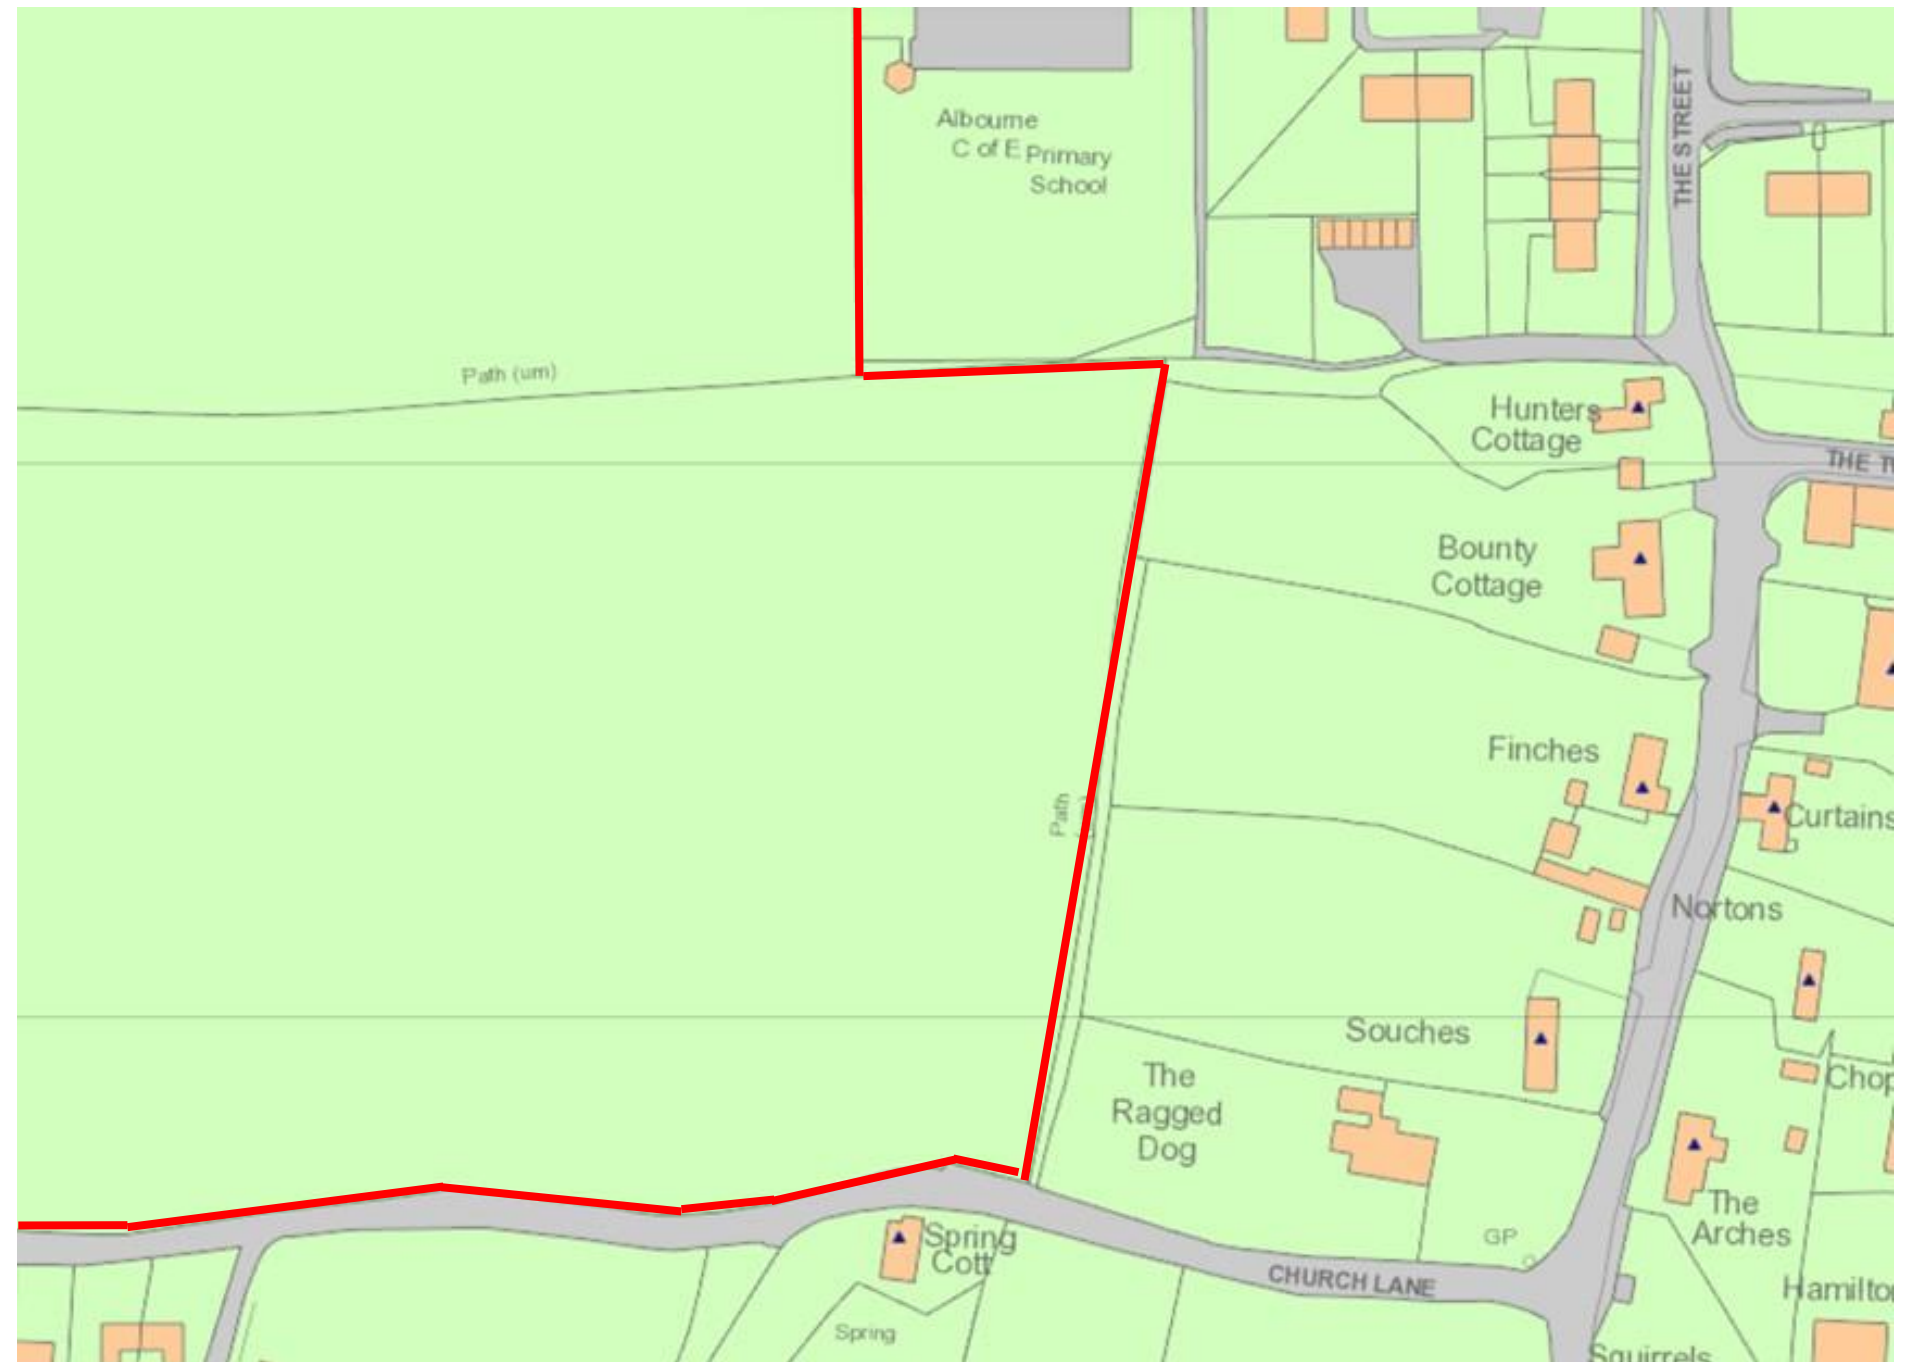 Albourne
C of E Primary
School
THE STREET
Path (um)
Hunters
Cottage
THE T
Bounty
Cottage
Finches
Path
Curtains
Nortons
Souches
The
Ragged
Dog
Chop
The
Arches
Spring
Cott
GP
CHURCH LANE
Hamilto
Spring
Squirrels